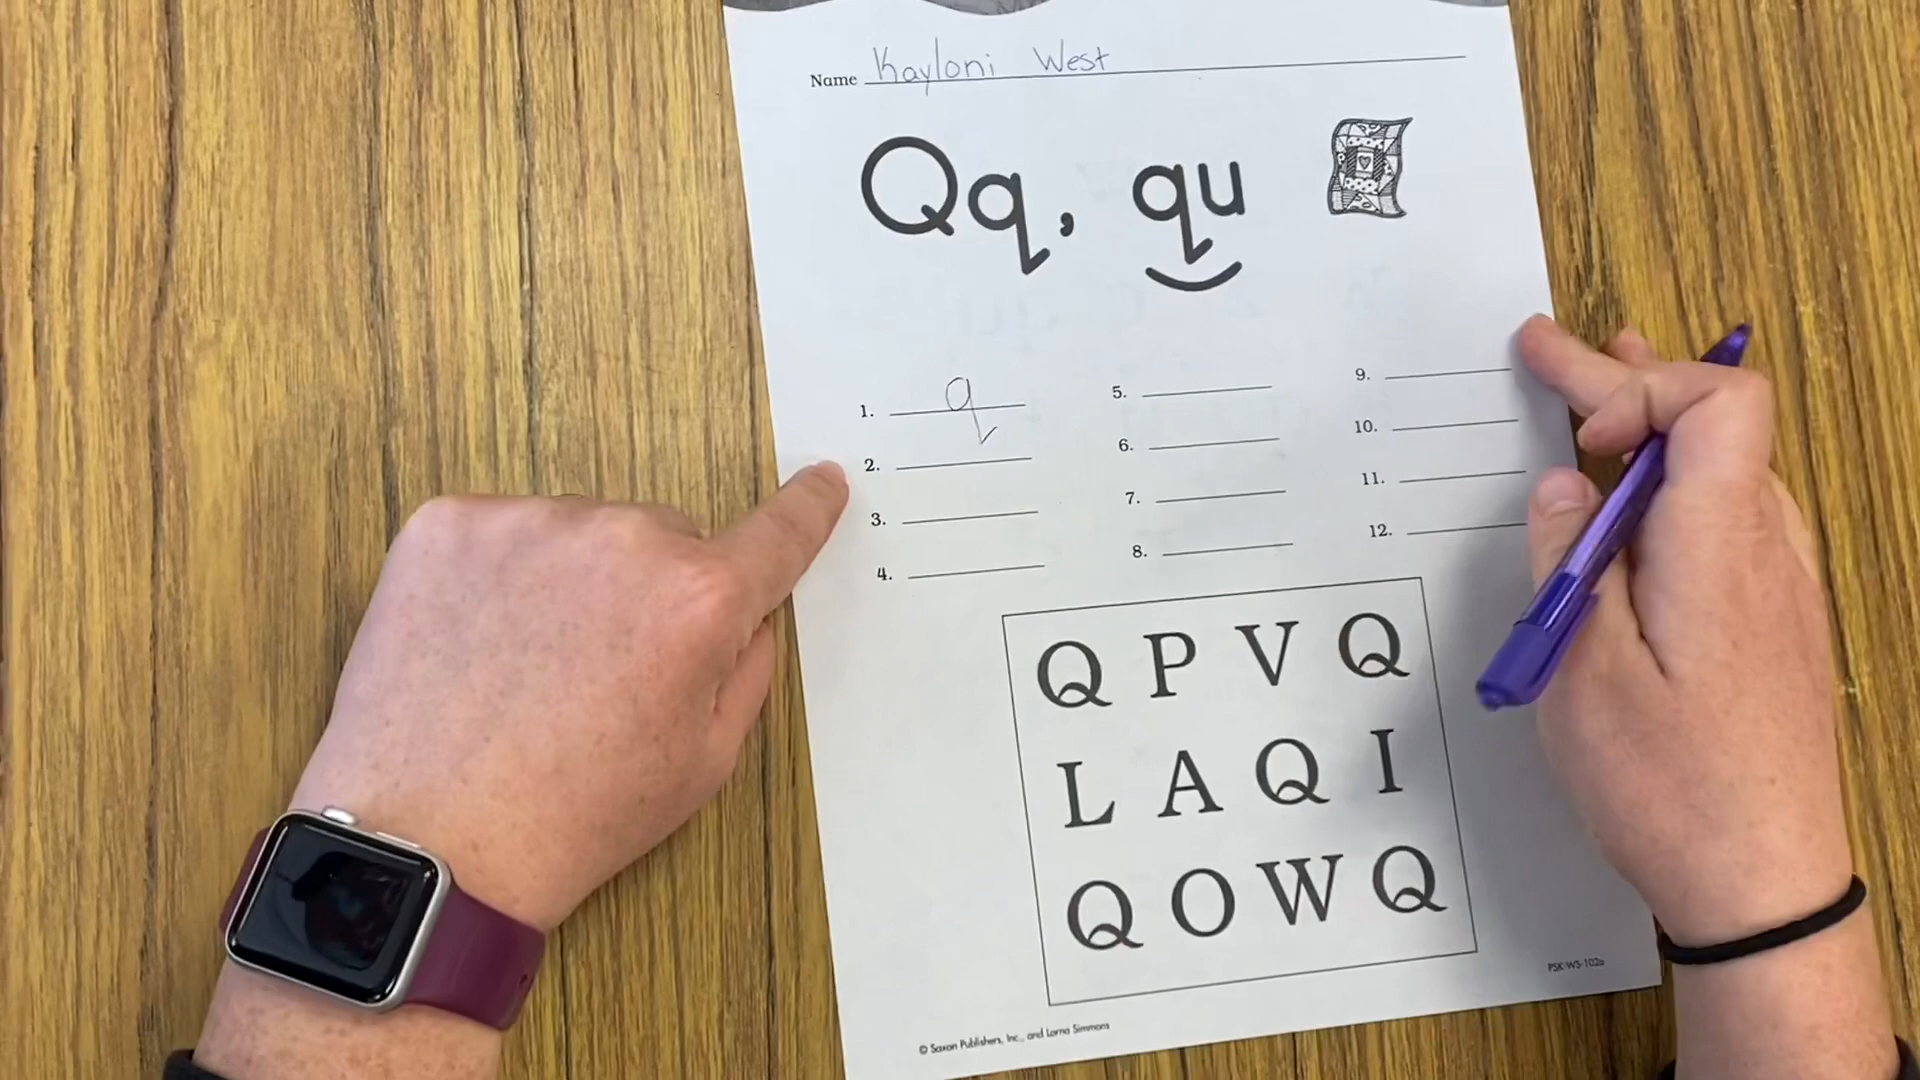 Name Kayloni West
Qq, qu
1. q
2.
3.
4.
5.
6.
7.
8.
9.
10.
11.
12.
Q P V Q
L A Q I
Q O W Q
PSK-WS-102a
© Saxon Publishers, Inc., and Lorna Simmons